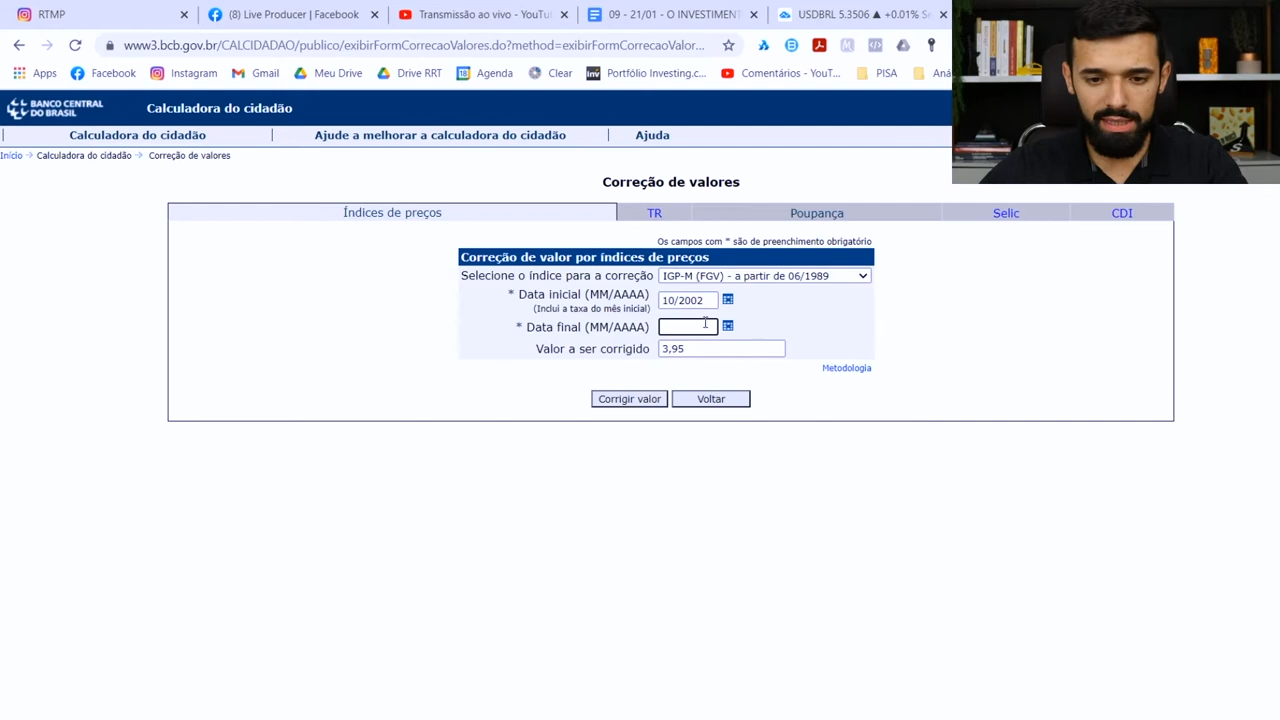 RTMP
(8) Live Producer | Facebook
Transmissão ao vivo - YouTu
09 - 21/01 - O INVESTIMENT
USDBRL 5.3506 ▲ +0.01% Se
www3.bcb.gov.br/CALCIDADAO/publico/exibirFormCorrecaoValores.do?method=exibirFormCorrecaoValor...
Apps
Facebook
Instagram
Gmail
Meu Drive
Drive RRT
Agenda
Clear
Portfólio Investing.c...
Comentários - YouT...
PISA
Aná
BANCO CENTRAL
DO BRASIL
Calculadora do cidadão
Calculadora do cidadão
Ajude a melhorar a calculadora do cidadão
Ajuda
Início
Calculadora do cidadão
Correção de valores
Correção de valores
Índices de preços
TR
Poupança
Selic
CDI
Os campos com * são de preenchimento obrigatório
Correção de valor por índices de preços
Selecione o índice para a correção
IGP-M (FGV) - a partir de 06/1989
* Data inicial (MM/AAAA)
10/2002
(Inclui a taxa do mês inicial)
* Data final (MM/AAAA)
Valor a ser corrigido
3,95
Metodologia
Corrigir valor
Voltar